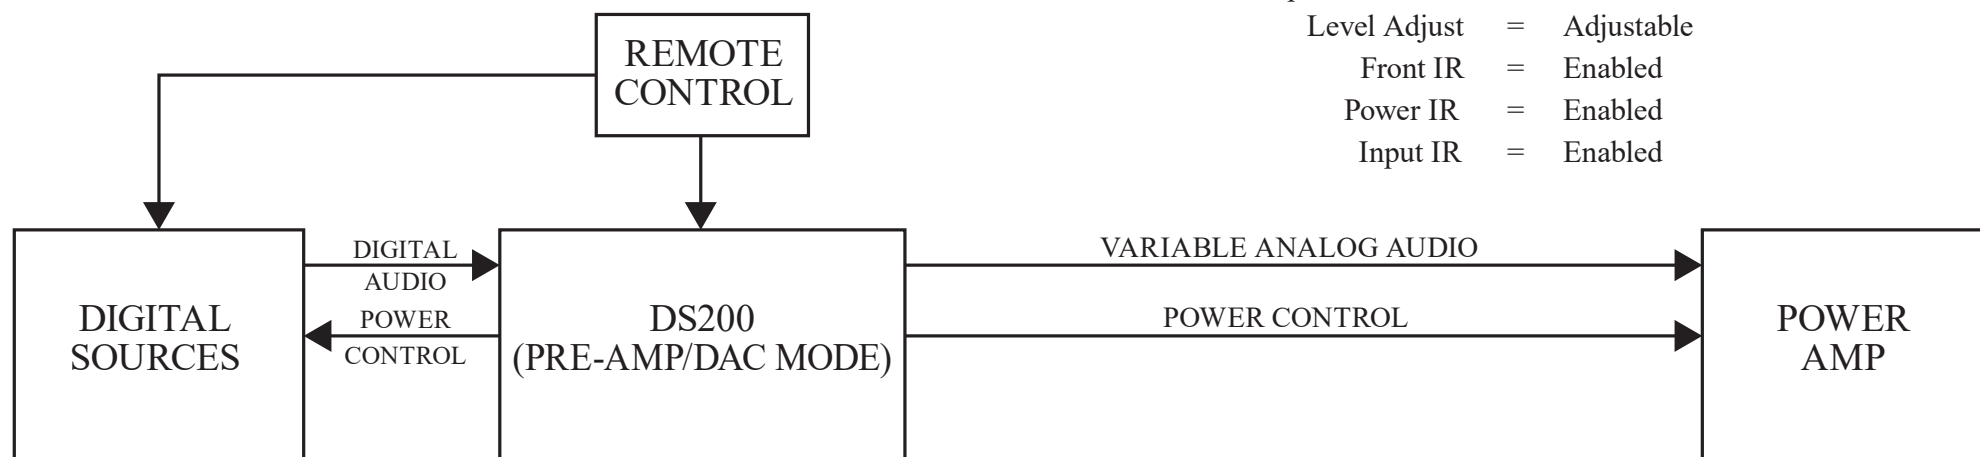 REMOTE
CONTROL
Level Adjust = Adjustable
Front IR = Enabled
Power IR = Enabled
Input IR = Enabled
DIGITAL
SOURCES
DIGITAL
AUDIO
POWER
CONTROL
DS200
(PRE-AMP/DAC MODE)
VARIABLE ANALOG AUDIO
POWER CONTROL
POWER
AMP